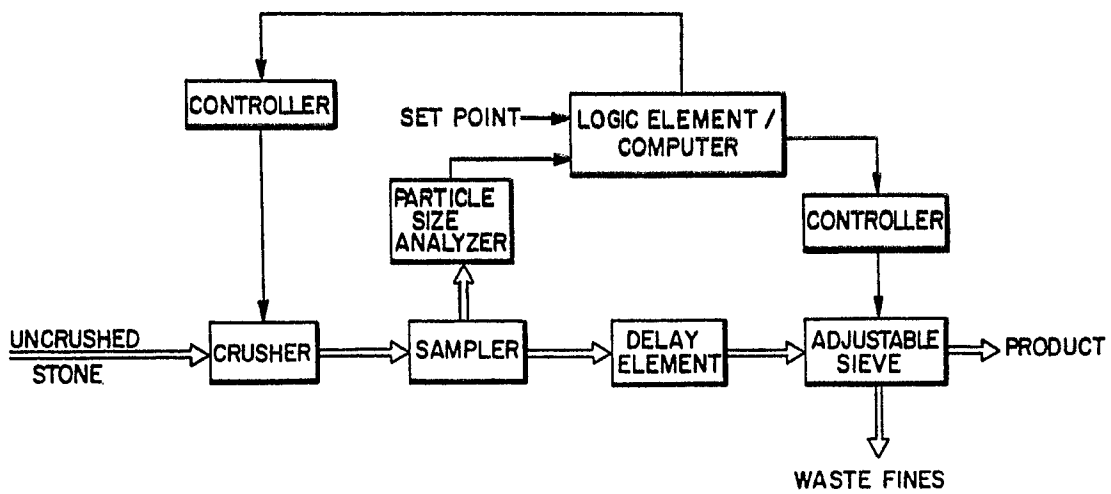 CONTROLLER
SET POINT
LOGIC ELEMENT /
COMPUTER
PARTICLE
SIZE
ANALYZER
CONTROLLER
UNCRUSHED
STONE
CRUSHER
SAMPLER
DELAY
ELEMENT
ADJUSTABLE
SIEVE
PRODUCT
WASTE FINES